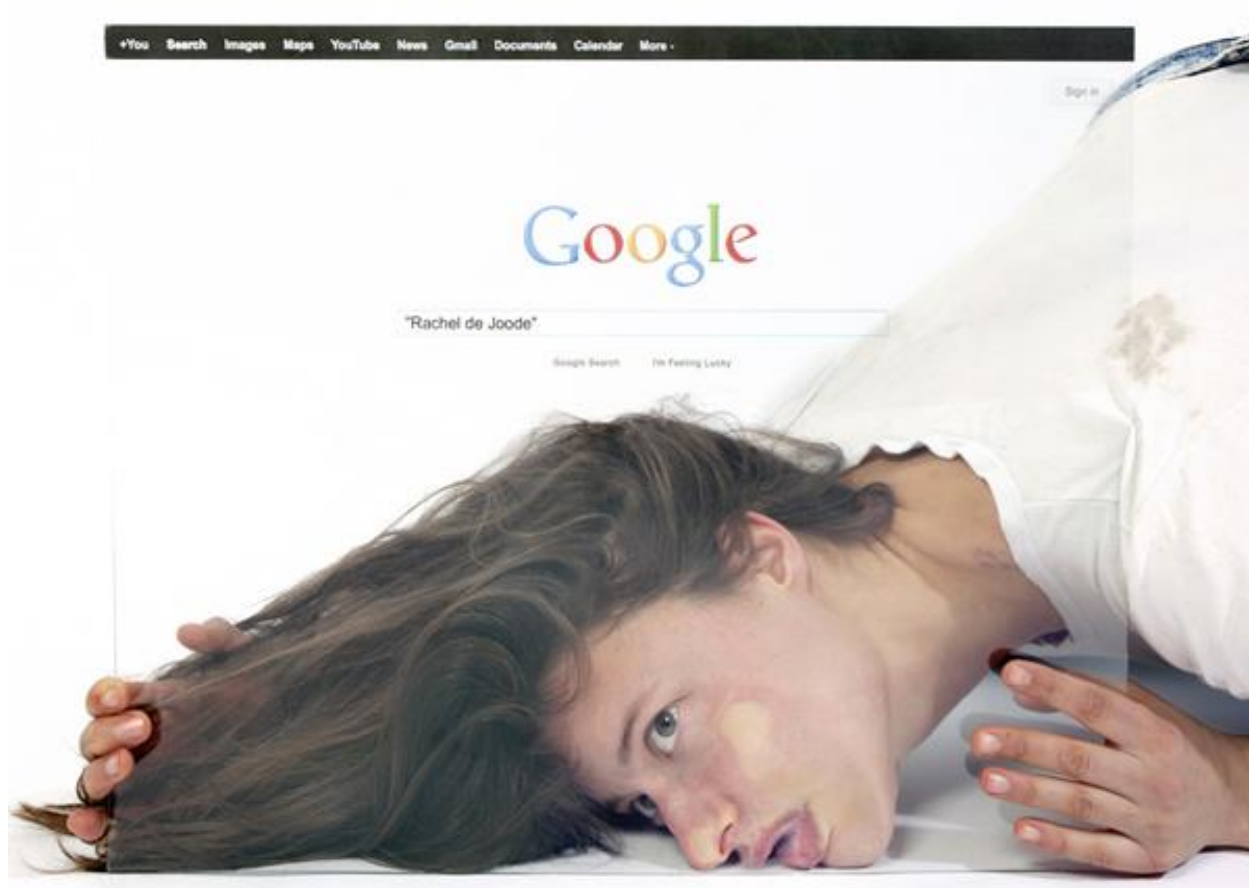 +You Search Images Maps YouTube News Gmail Documents Calendar More
Sign in
Google
"Rachel de Joode"
Google Search I'm Feeling Lucky